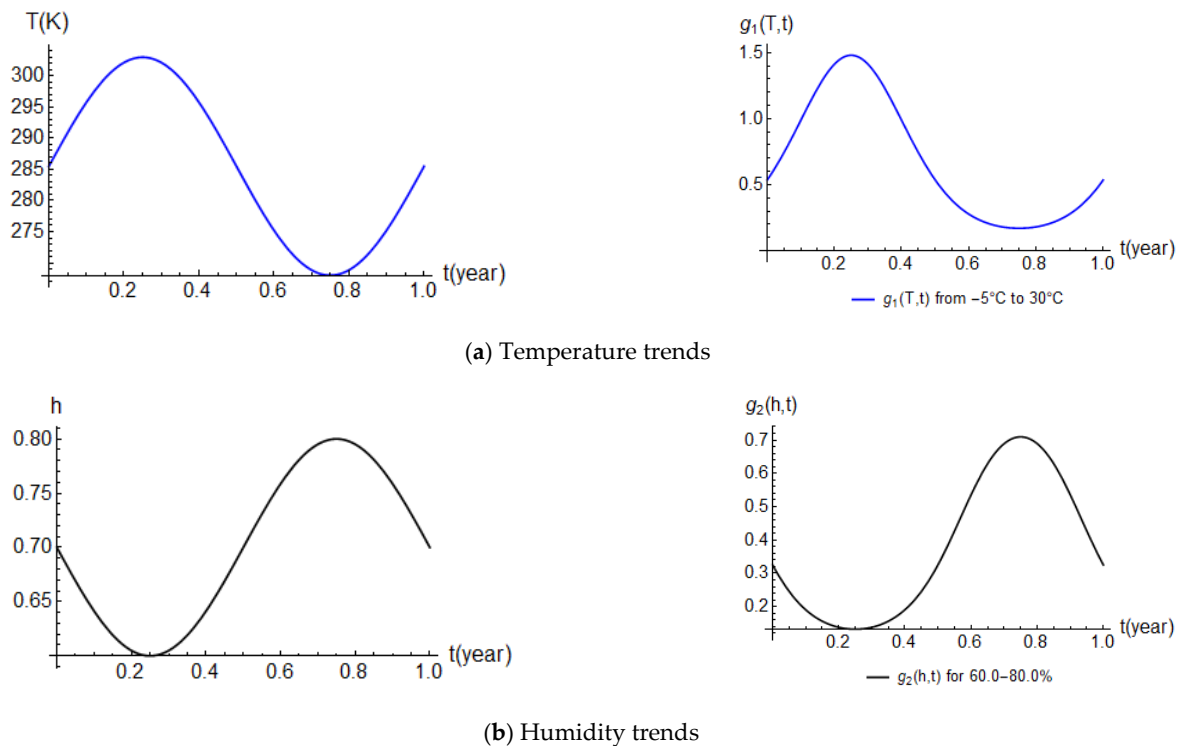 T(K)
300
295
290
285
280
275
0.2 0.4 0.6 0.8 1.0
t(year)
g₁(T,t)
1.5
1.0
0.5
0.2 0.4 0.6 0.8 1.0
t(year)
g₁(T,t) from −5°C to 30°C
(a) Temperature trends
h
0.80
0.75
0.70
0.65
0.2 0.4 0.6 0.8 1.0
t(year)
g₂(h,t)
0.7
0.6
0.5
0.4
0.3
0.2
0.2 0.4 0.6 0.8 1.0
t(year)
g₂(h,t) for 60.0–80.0%
(b) Humidity trends